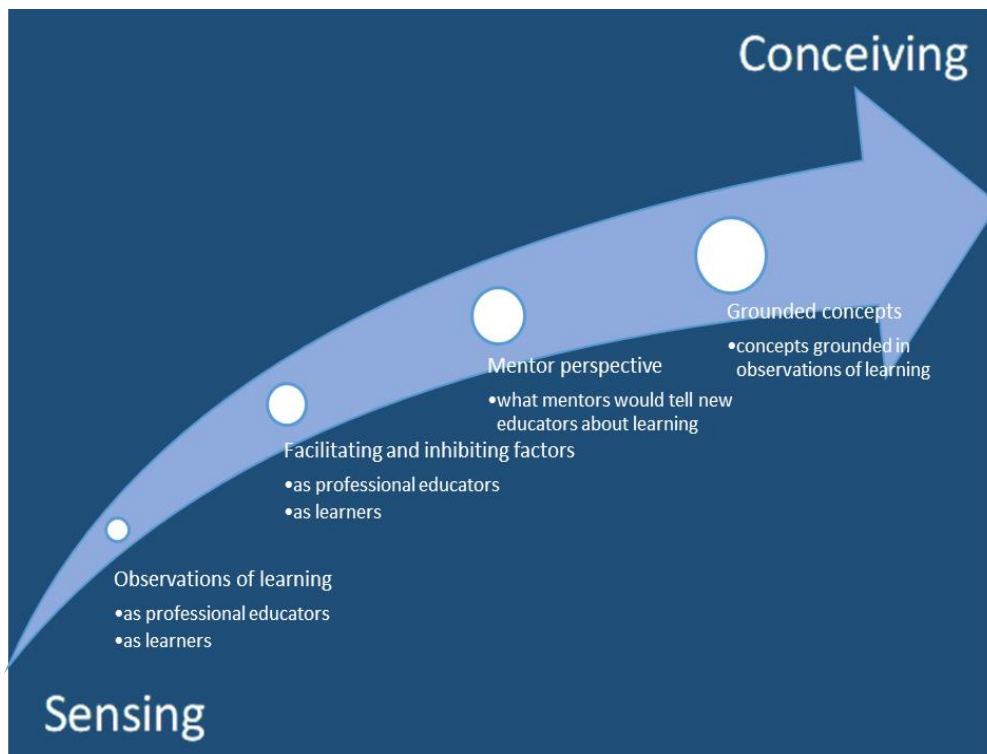 Conceiving
Grounded concepts
•concepts grounded in
observations of learning
Mentor perspective
•what mentors would tell new
educators about learning
Facilitating and inhibiting factors
•as professional educators
•as learners
Observations of learning
•as professional educators
•as learners
Sensing